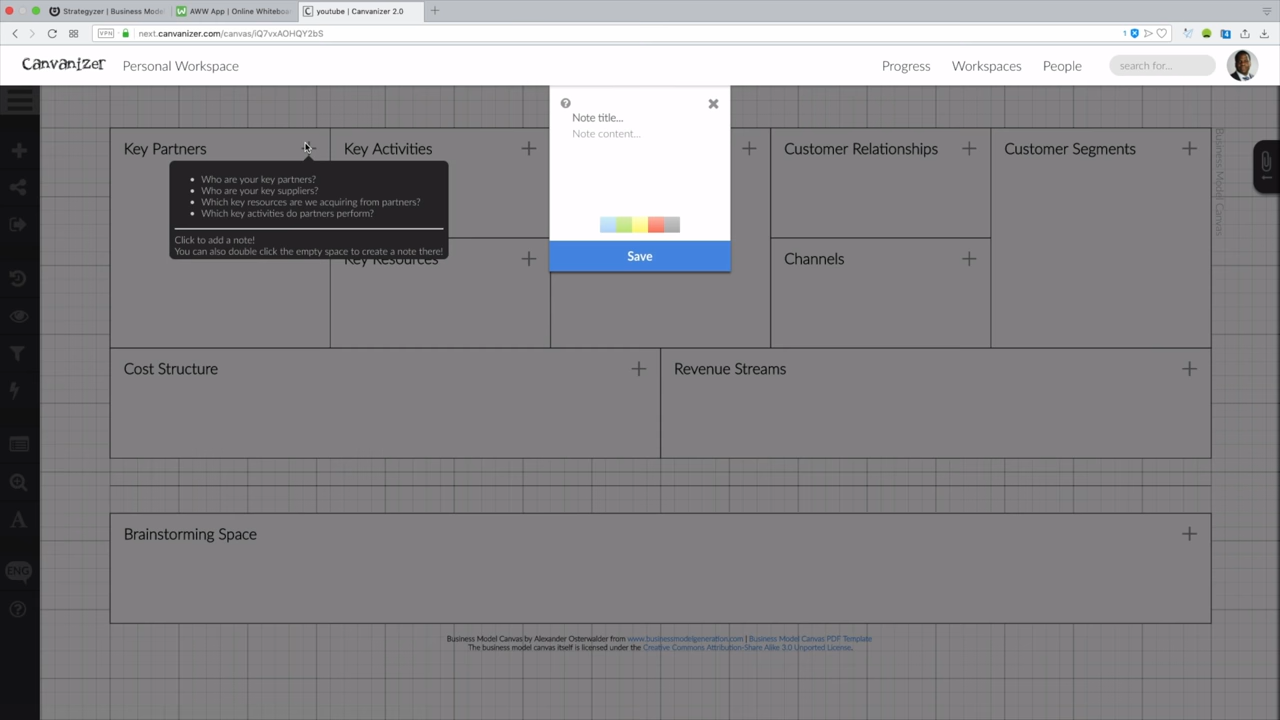 Strategyzer | Business Mode
AWW App | Online Whiteboa
youtube | Canvanizer 2.0
VPN
next.canvanizer.com/canvas/iQ7vxAOHQY2bS
1
4
Canvanizer
Personal Workspace
Progress
Workspaces
People
search for...
Note title...
Note content...
Save
Key Partners
Key Activities
Customer Relationships
Customer Segments
Who are your key partners?
Who are your key suppliers?
Which key resources are we acquiring from partners?
Which key activities do partners perform?
Click to add a note!
You can also double click the empty space to create a note there!
Key Resources
Channels
Business Model Canvas
Cost Structure
Revenue Streams
Brainstorming Space
A
ENG
Business Model Canvas by Alexander Osterwalder from www.businessmodelgeneration.com | Business Model Canvas PDF Template
The business model canvas itself is licensed under the Creative Commons Attribution-Share Alike 3.0 Unported License.